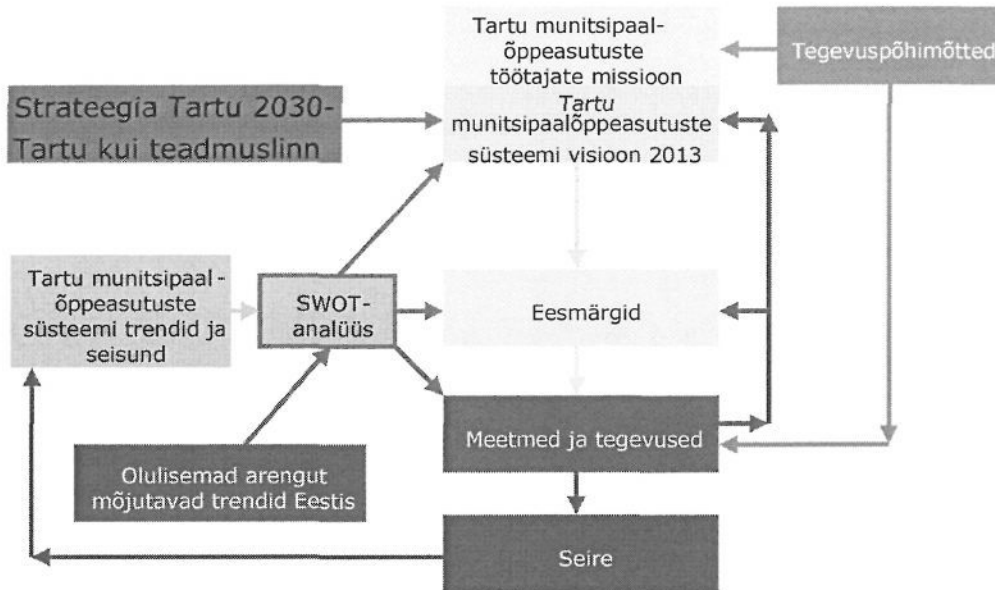 Tartu munitsipaal-
õppeasutuste
töötajate missioon
Tegevuspõhimõtted
Strateegia Tartu 2030-
Tartu kui teadmuslinn
Tartu
munitsipaalõppeasutuste
süsteemi visioon 2013
Tartu munitsipaal-
õppeasutuste
süsteemi trendid ja
seisund
SWOT-
analüüs
Eesmärgid
Meetmed ja tegevused
Olulisemad arengut
mõjutavad trendid Eestis
Seire